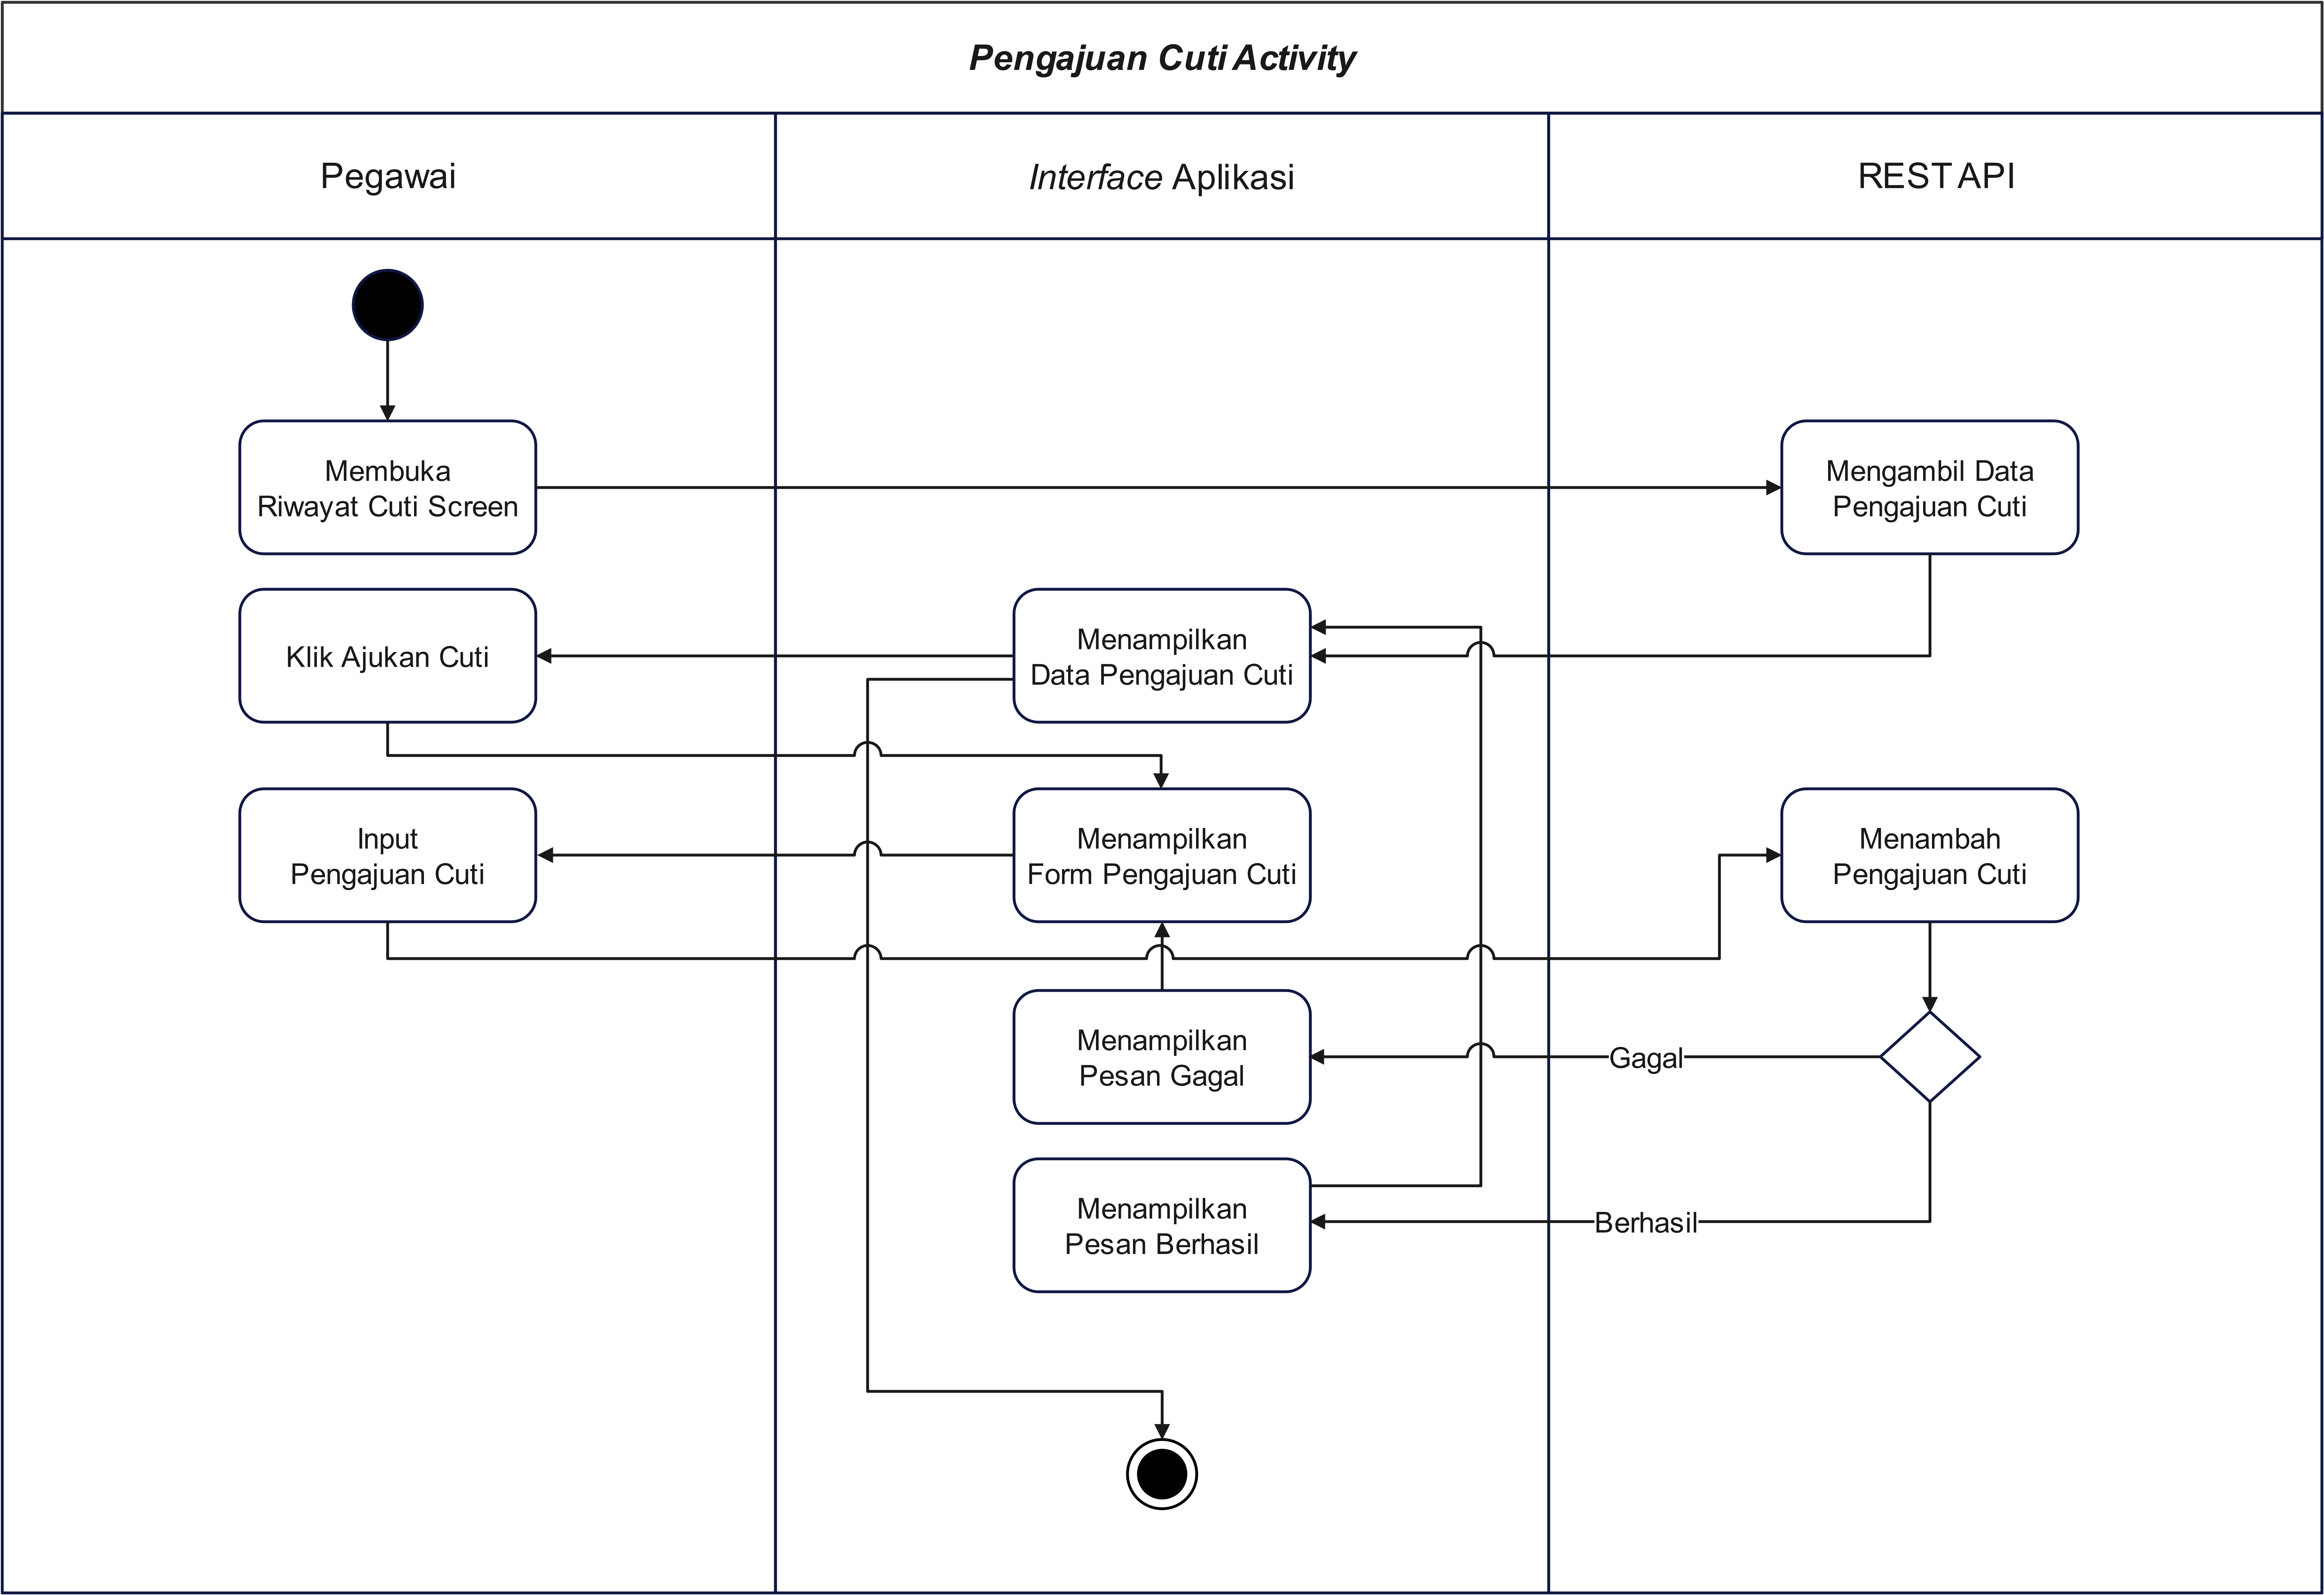 Pengajuan Cuti Activity
Pegawai
Interface Aplikasi
REST API
Membuka
Riwayat Cuti Screen
Mengambil Data
Pengajuan Cuti
Klik Ajukan Cuti
Menampilkan
Data Pengajuan Cuti
Input
Pengajuan Cuti
Menampilkan
Form Pengajuan Cuti
Menambah
Pengajuan Cuti
Menampilkan
Pesan Gagal
Gagal
Menampilkan
Pesan Berhasil
Berhasil